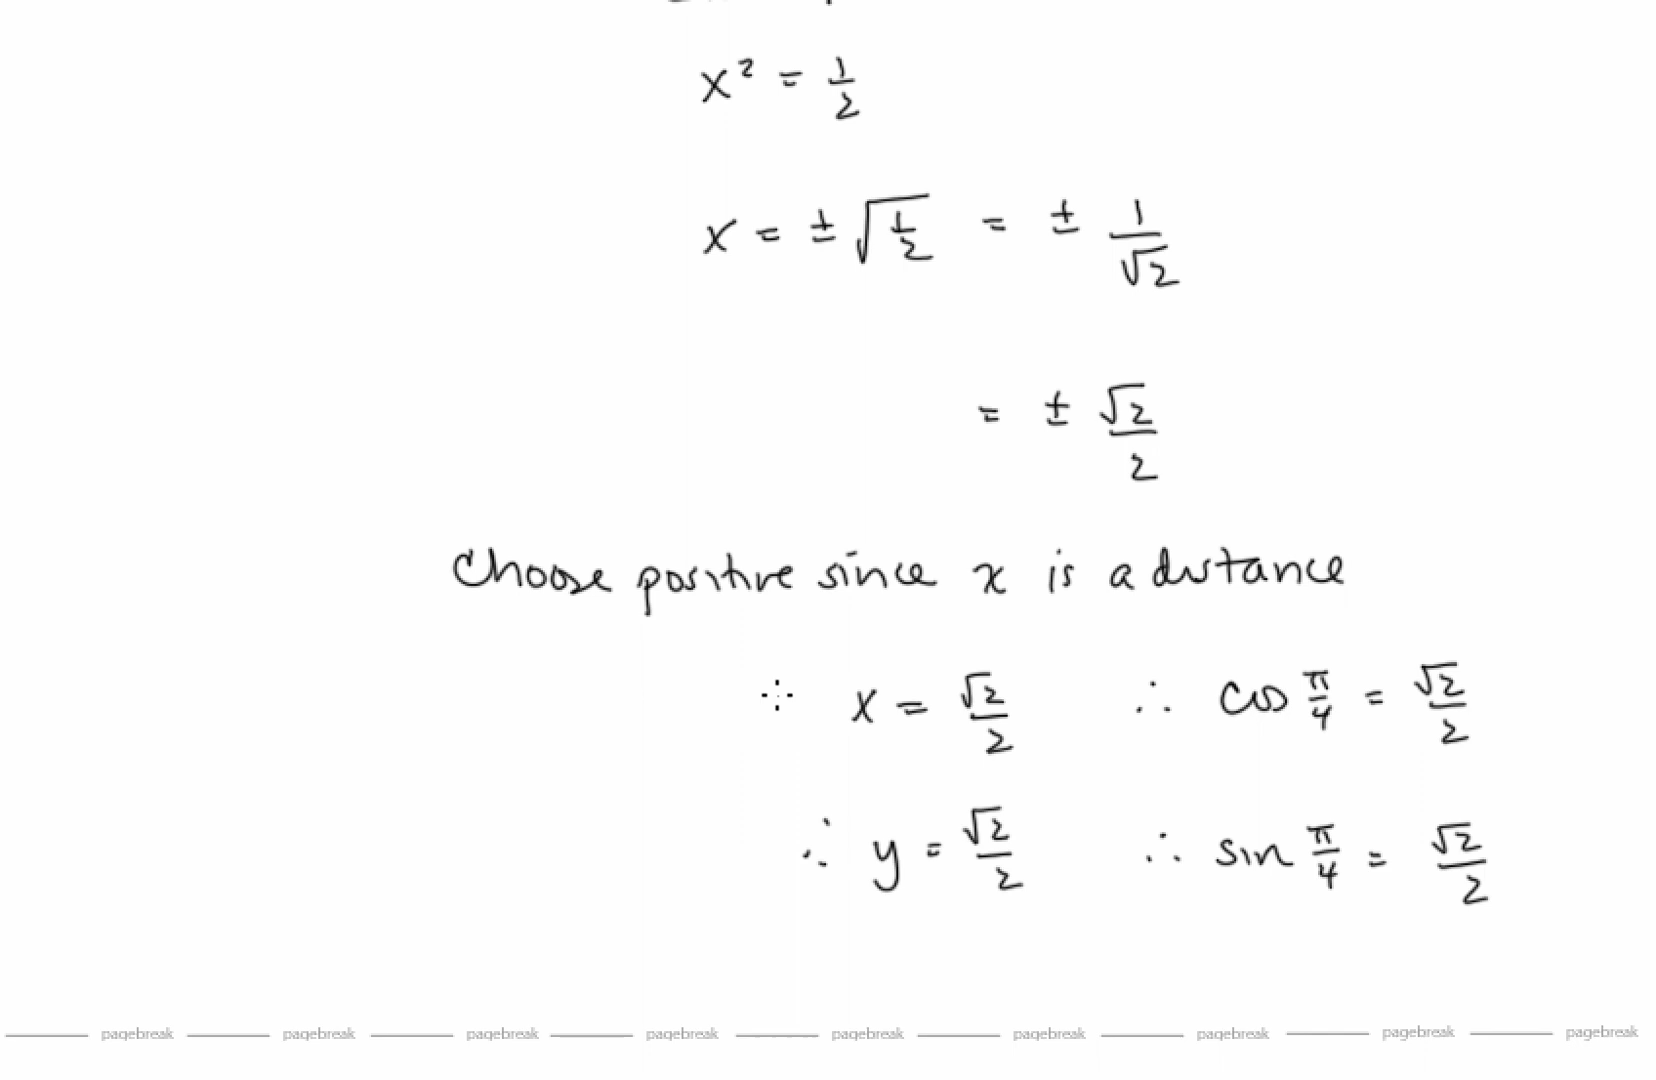 x² = 1/2
x = ± √(1/2) = ± 1/√2
= ± √2/2
Choose positive since x is a distance
∴ x = √2/2 ∴ cos π/4 = √2/2
∴ y = √2/2 ∴ sin π/4 = √2/2
pagebreak pagebreak pagebreak pagebreak pagebreak pagebreak pagebreak pagebreak pagebreak